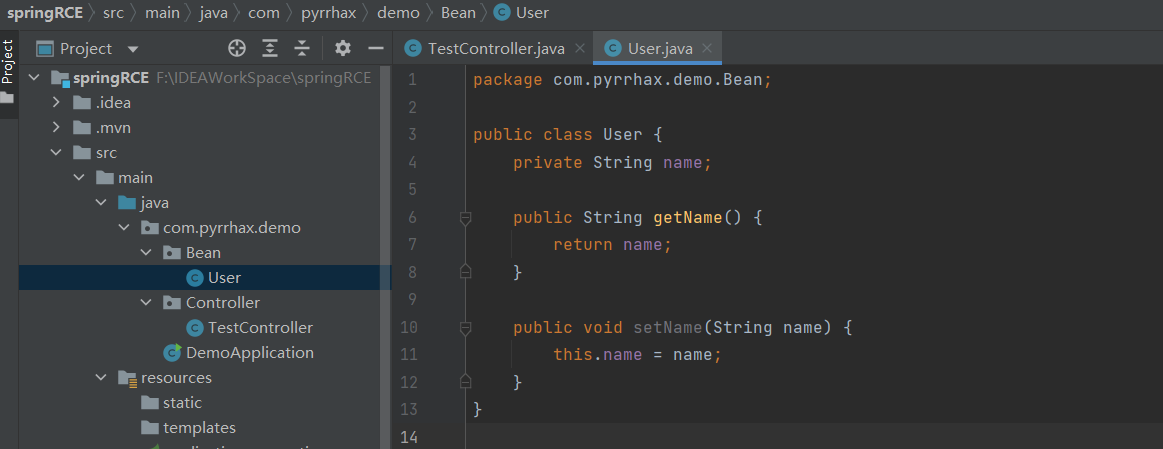 springRCE src main java com pyrrhax demo Bean User
Project
Project
TestController.java
User.java
springRCE F:\IDEAWorkSpace\springRCE
.idea
.mvn
src
main
java
com.pyrrhax.demo
Bean
User
Controller
TestController
DemoApplication
resources
static
templates
1 package com.pyrrhax.demo.Bean;
2
3 public class User {
4     private String name;
5
6     public String getName() {
7         return name;
8     }
9
10     public void setName(String name) {
11         this.name = name;
12     }
13 }
14